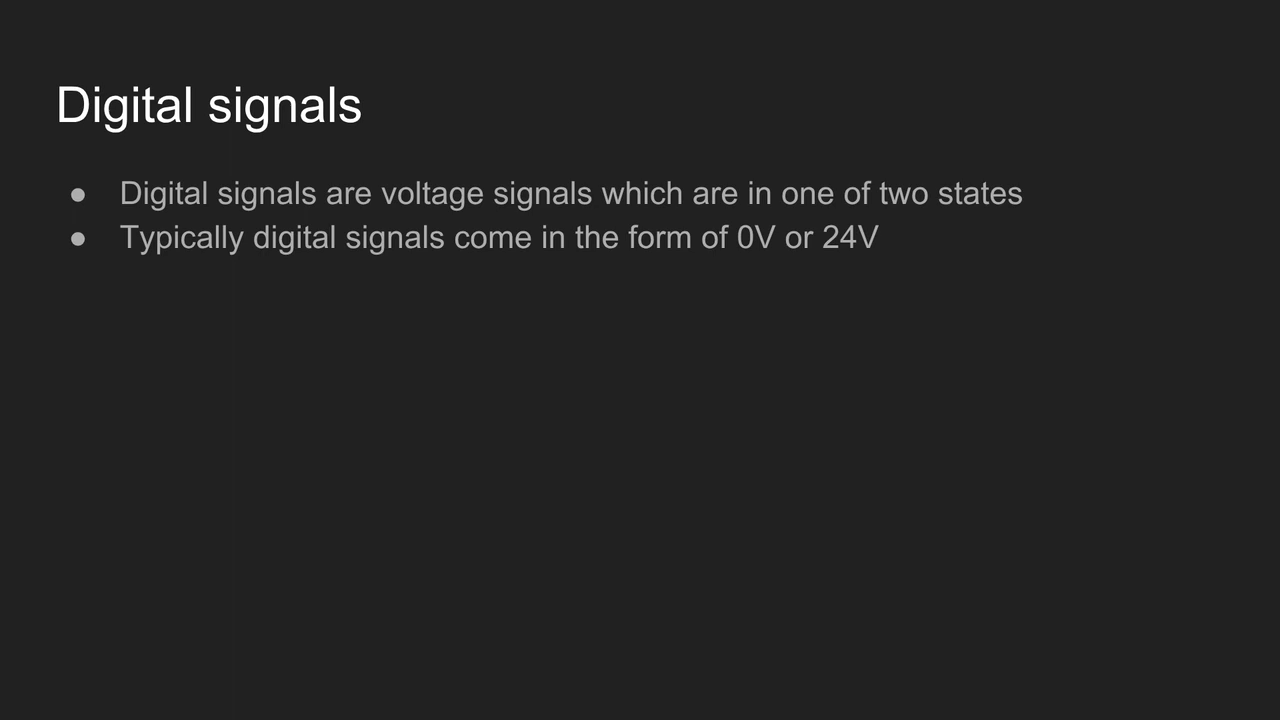 Digital signals
● Digital signals are voltage signals which are in one of two states
● Typically digital signals come in the form of 0V or 24V